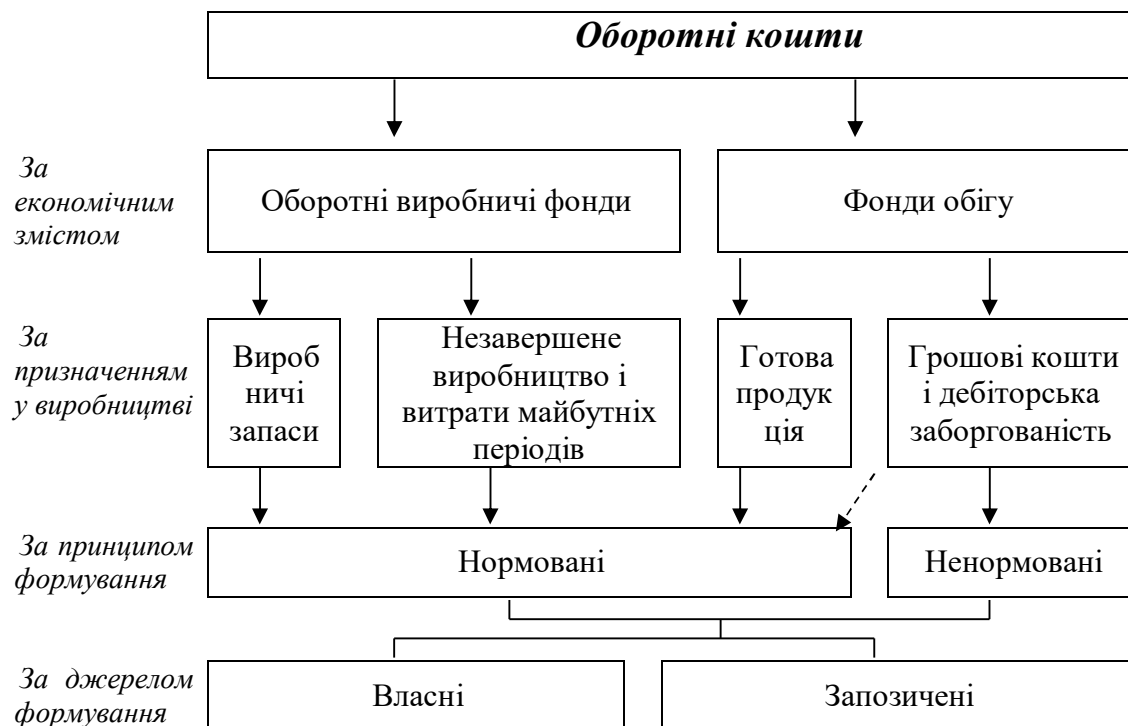 Оборотні кошти
За
економічним
змістом
Оборотні виробничі фонди
Фонди обігу
За
призначенням
у виробництві
Вироб
ничі
запаси
Незавершене
виробництво і
витрати майбутніх
періодів
Готова
продук
ція
Грошові кошти
і дебіторська
заборгованість
За принципом
формування
Нормовані
Ненормовані
За джерелом
формування
Власні
Запозичені